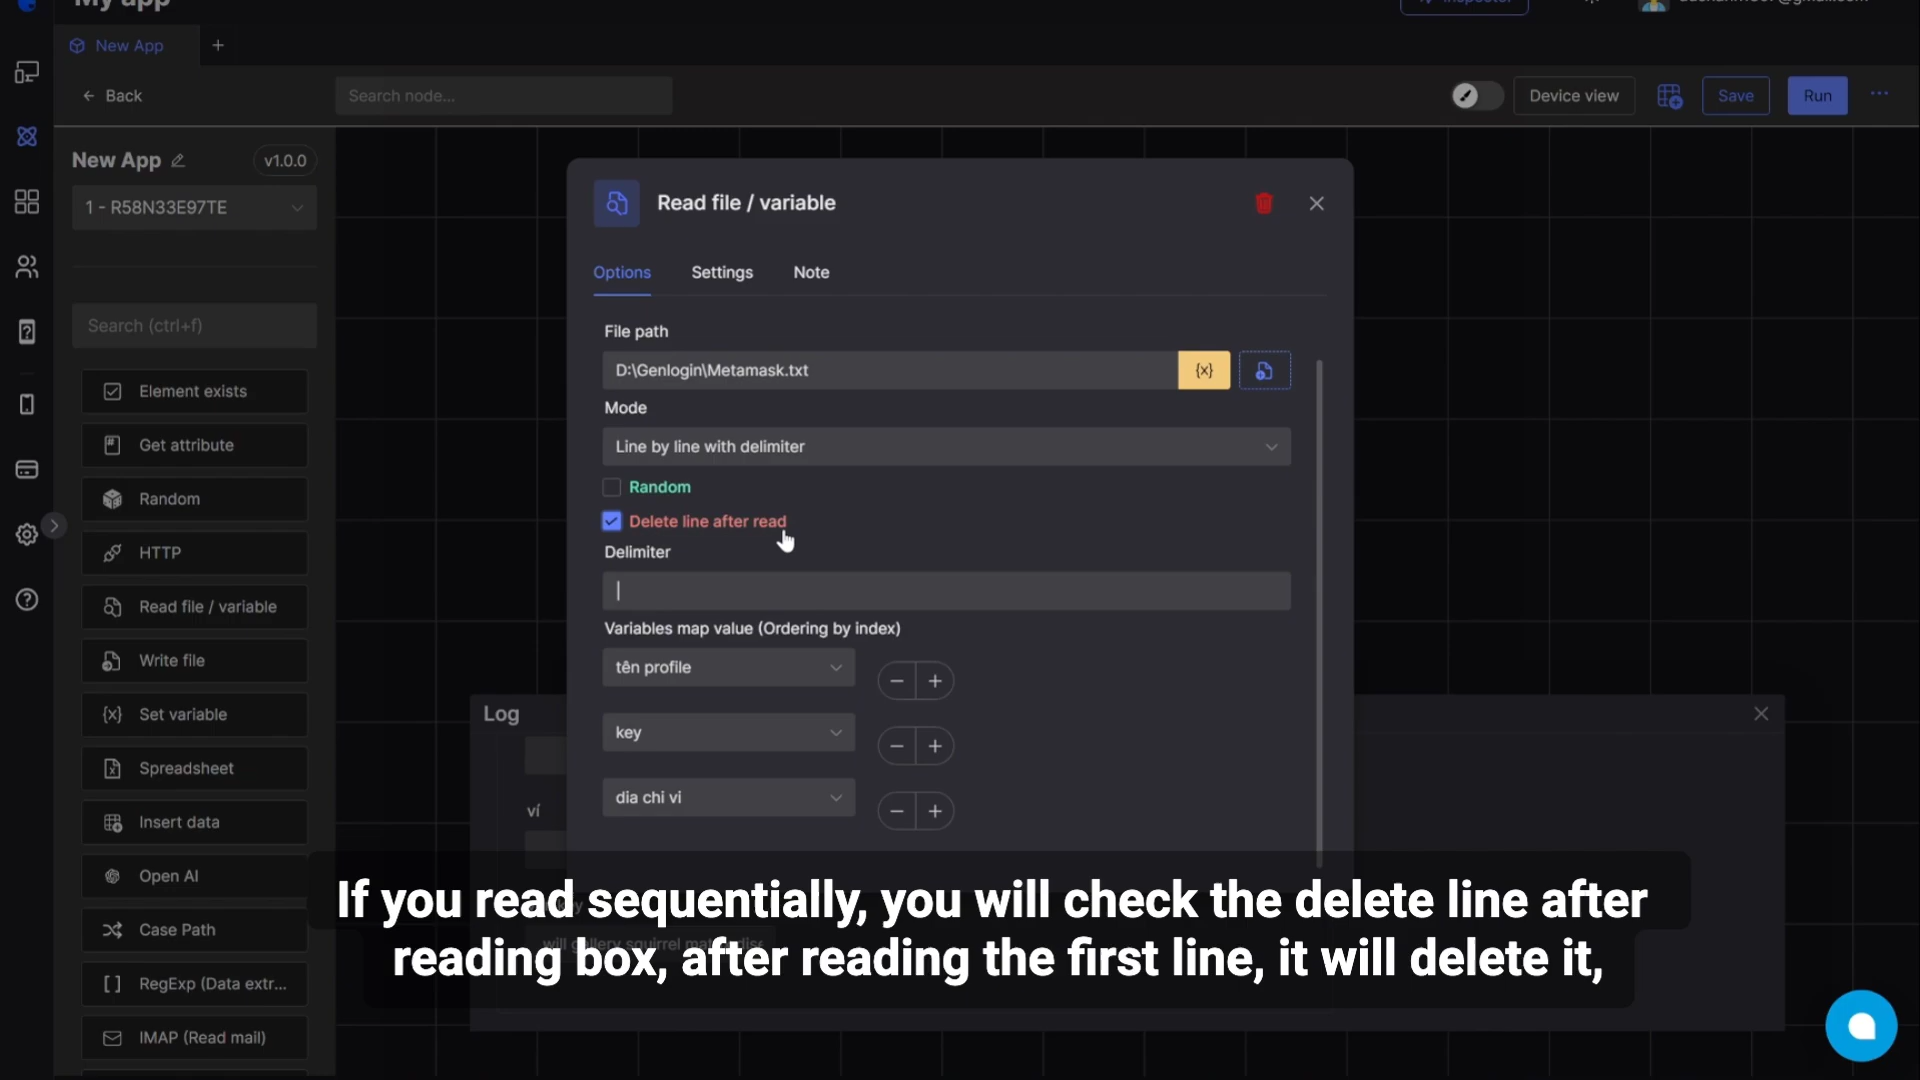 My app
Inspector
New App
+
Back
Search node...
Device view
Save
Run
New App
v1.0.0
1 - R58N33E97TE
Search (ctrl+f)
Element exists
Get attribute
Random
HTTP
Read file / variable
Write file
{x} Set variable
Spreadsheet
Insert data
Open AI
Case Path
[ ] RegExp (Data extr...
IMAP (Read mail)
Read file / variable
Options
Settings
Note
File path
D:\Genlogin\Metamask.txt
{x}
Mode
Line by line with delimiter
Random
Delete line after read
Delimiter
|
Variables map value (Ordering by index)
tên profile
key
dia chi vi
Log
ví
If you read sequentially, you will check the delete line after
reading box, after reading the first line, it will delete it,